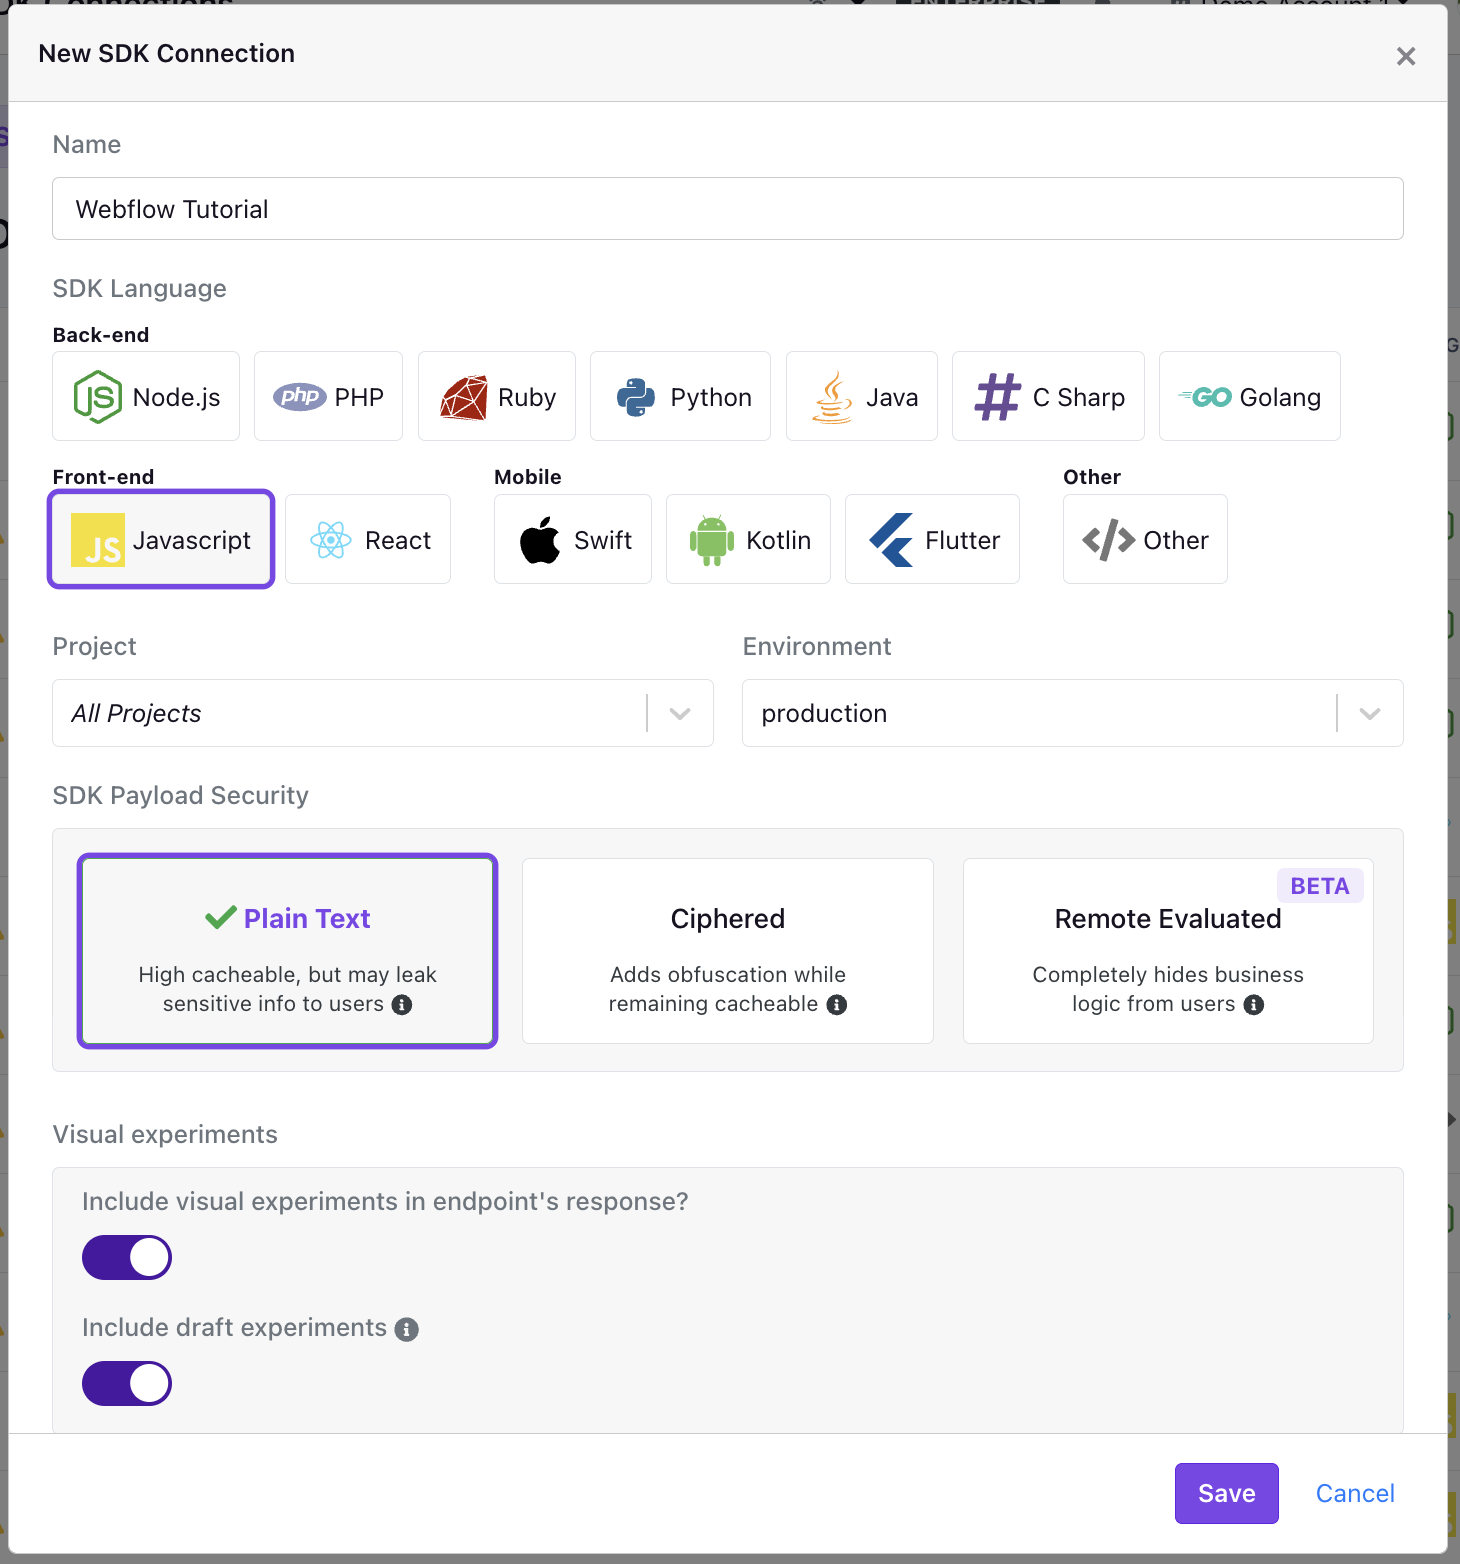 New SDK Connection
Name
Webflow Tutorial
SDK Language
Back-end
Node.js
php PHP
Ruby
Python
Java
C Sharp
GO Golang
Front-end
Mobile
Other
JS Javascript
React
Swift
Kotlin
Flutter
</> Other
Project
Environment
All Projects
production
SDK Payload Security
BETA
Plain Text
High cacheable, but may leak
sensitive info to users
Ciphered
Adds obfuscation while
remaining cacheable
Remote Evaluated
Completely hides business
logic from users
Visual experiments
Include visual experiments in endpoint's response?
Include draft experiments
Save
Cancel